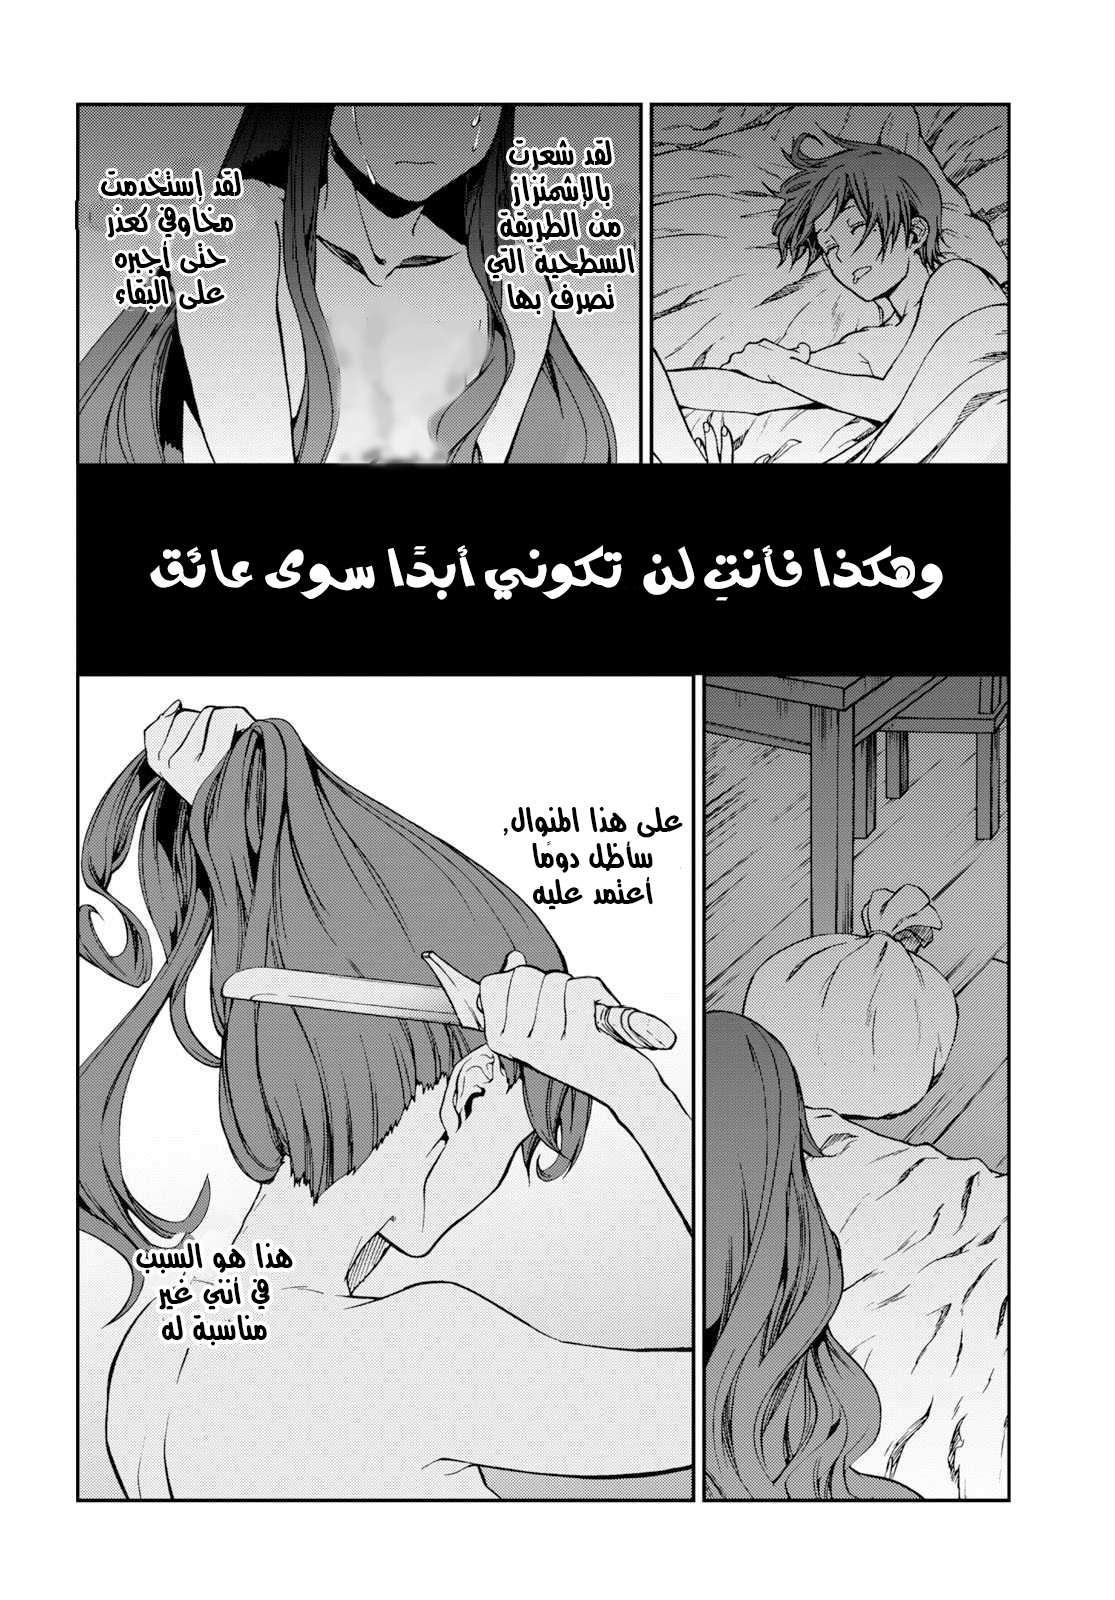 لقد شعرت
بالإشمئزاز
من الطريقة
السطحية التي
تصرف بها
لقد إستخدمت
مخاوفي كعذر
حتى أجبره
على البقاء
وهكذا فأنتِ لن تكوني أبدًا سوى عائق
على هذا المنوال,
سأظل دومًا
أعتمد عليه
هذا هو السبب
في أنني غير
مناسبة له